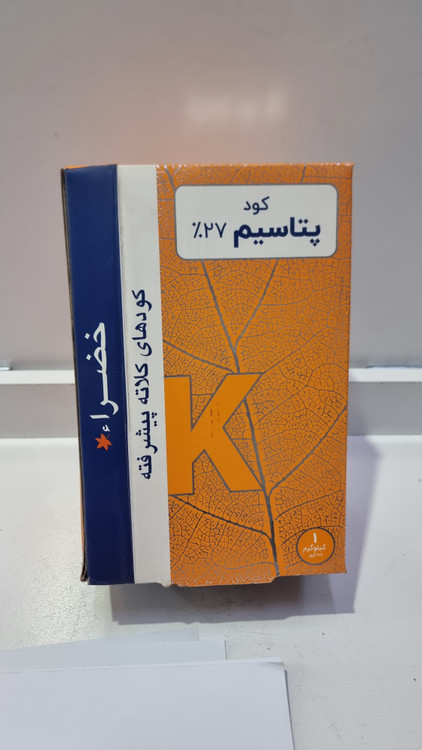 کود
پتاسیم ۲۷٪
خضراء
کودهای کلاته پیشرفته
K
۱
کیلوگرم